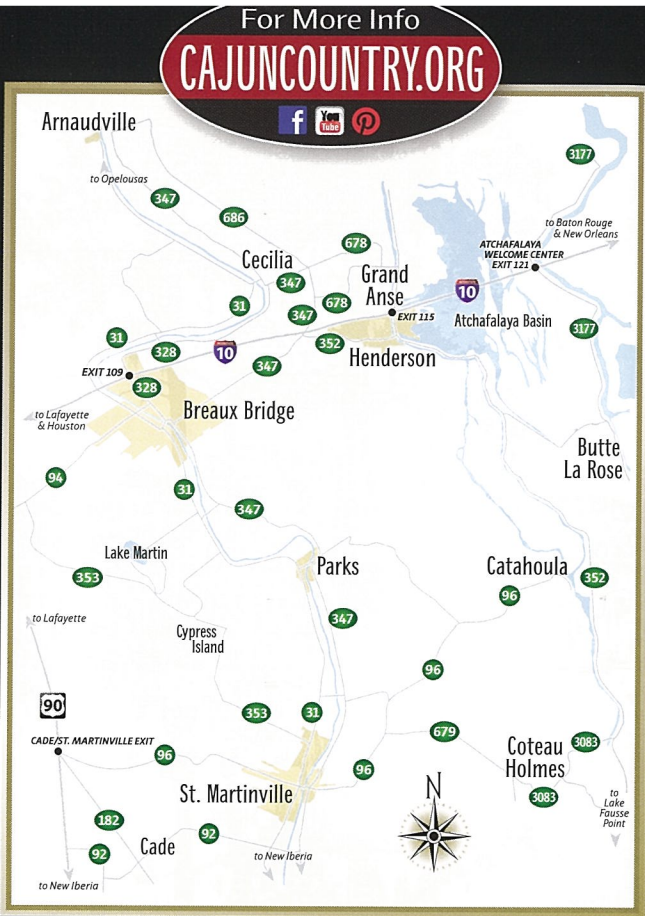 For More Info
CAJUNCOUNTRY.ORG
f
You
Tube
Arnaudville
to Opelousas
347
686
3177
to Baton Rouge
& New Orleans
678
ATCHAFALAYA
WELCOME CENTER
EXIT 121
Cecilia
347
Grand
Anse
10
31
678
347
EXIT 115
Atchafalaya Basin
3177
31
328
10
352
Henderson
347
EXIT 109
328
Breaux Bridge
to Lafayette
& Houston
Butte
La Rose
94
31
347
Lake Martin
353
Parks
Catahoula
352
96
to Lafayette
347
Cypress
Island
96
90
353
31
679
CADE/ST. MARTINVILLE EXIT
96
96
Coteau
Holmes
3083
St. Martinville
N
3083
to
Lake
Fausse
Point
182
92
92
Cade
to New Iberia
to New Iberia